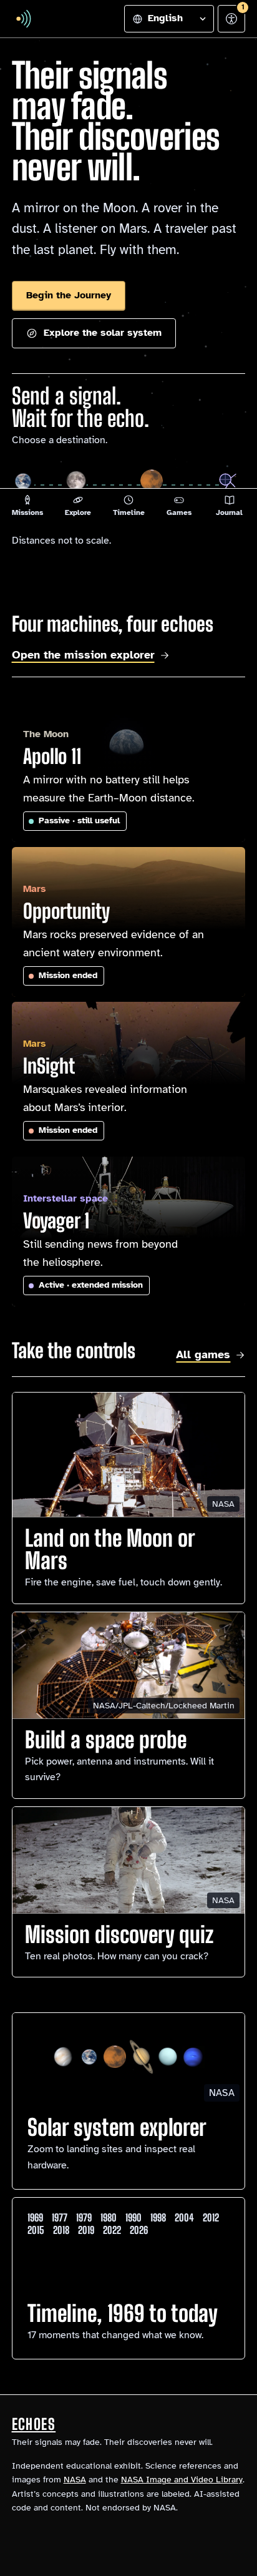 English
1
Their signals
may fade.
Their discoveries
never will.
A mirror on the Moon. A rover in the
dust. A listener on Mars. A traveler past
the last planet. Fly with them.
Begin the Journey
Explore the solar system
Send a signal.
Wait for the echo.
Choose a destination.
Missions Explore Timeline Games Journal
Distances not to scale.
Four machines, four echoes
Open the mission explorer →
The Moon
Apollo 11
A mirror with no battery still helps
measure the Earth–Moon distance.
Passive · still useful
Mars
Opportunity
Mars rocks preserved evidence of an
ancient watery environment.
Mission ended
Mars
InSight
Marsquakes revealed information
about Mars's interior.
Mission ended
Interstellar space
Voyager 1
Still sending news from beyond
the heliosphere.
Active · extended mission
Take the controls
All games →
NASA
Land on the Moon or
Mars
Fire the engine, save fuel, touch down gently.
NASA/JPL-Caltech/Lockheed Martin
Build a space probe
Pick power, antenna and instruments. Will it
survive?
NASA
Mission discovery quiz
Ten real photos. How many can you crack?
NASA
Solar system explorer
Zoom to landing sites and inspect real
hardware.
1969 1977 1979 1980 1990 1998 2004 2012
2015 2018 2019 2022 2026
Timeline, 1969 to today
17 moments that changed what we know.
ECHOES
Their signals may fade. Their discoveries never will.
Independent educational exhibit. Science references and
images from NASA and the NASA Image and Video Library.
Artist's concepts and illustrations are labeled. AI-assisted
code and content. Not endorsed by NASA.